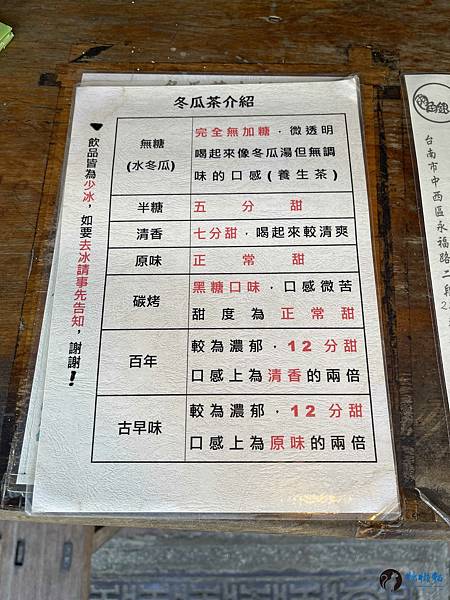 冬瓜茶介紹
▼飲品皆為少冰，如要去冰請事先告知，謝謝！
無糖
(水冬瓜)
完全無加糖·微透明
喝起來像冬瓜湯但無調
味的口感(養生茶)
半糖
五分甜
清香
七分甜·喝起來較清爽
原味
正常甜
碳烤
黑糖口味·口感微苦
甜度為正常甜
百年
較為濃郁·12分甜
口感上為清香的兩倍
古早味
較為濃郁·12分甜
口感上為原味的兩倍
台南市中西區永福路二段